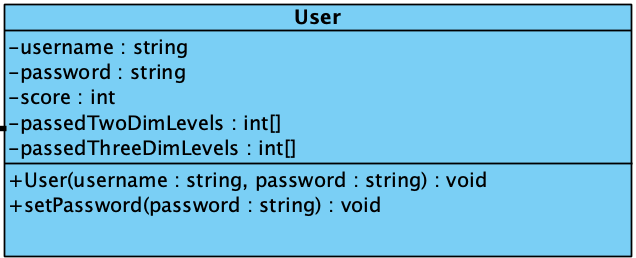 User
-username : string
-password : string
-score : int
-passedTwoDimLevels : int[]
-passedThreeDimLevels : int[]
+User(username : string, password : string) : void
+setPassword(password : string) : void